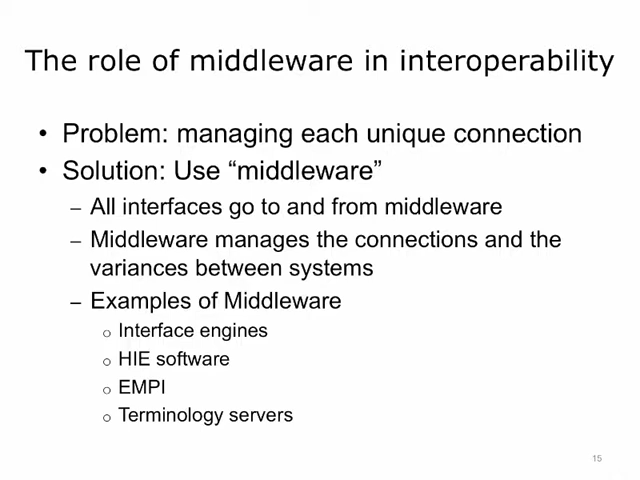 The role of middleware in interoperability
• Problem: managing each unique connection
• Solution: Use “middleware”
– All interfaces go to and from middleware
– Middleware manages the connections and the
variances between systems
– Examples of Middleware
o Interface engines
o HIE software
o EMPI
o Terminology servers
15